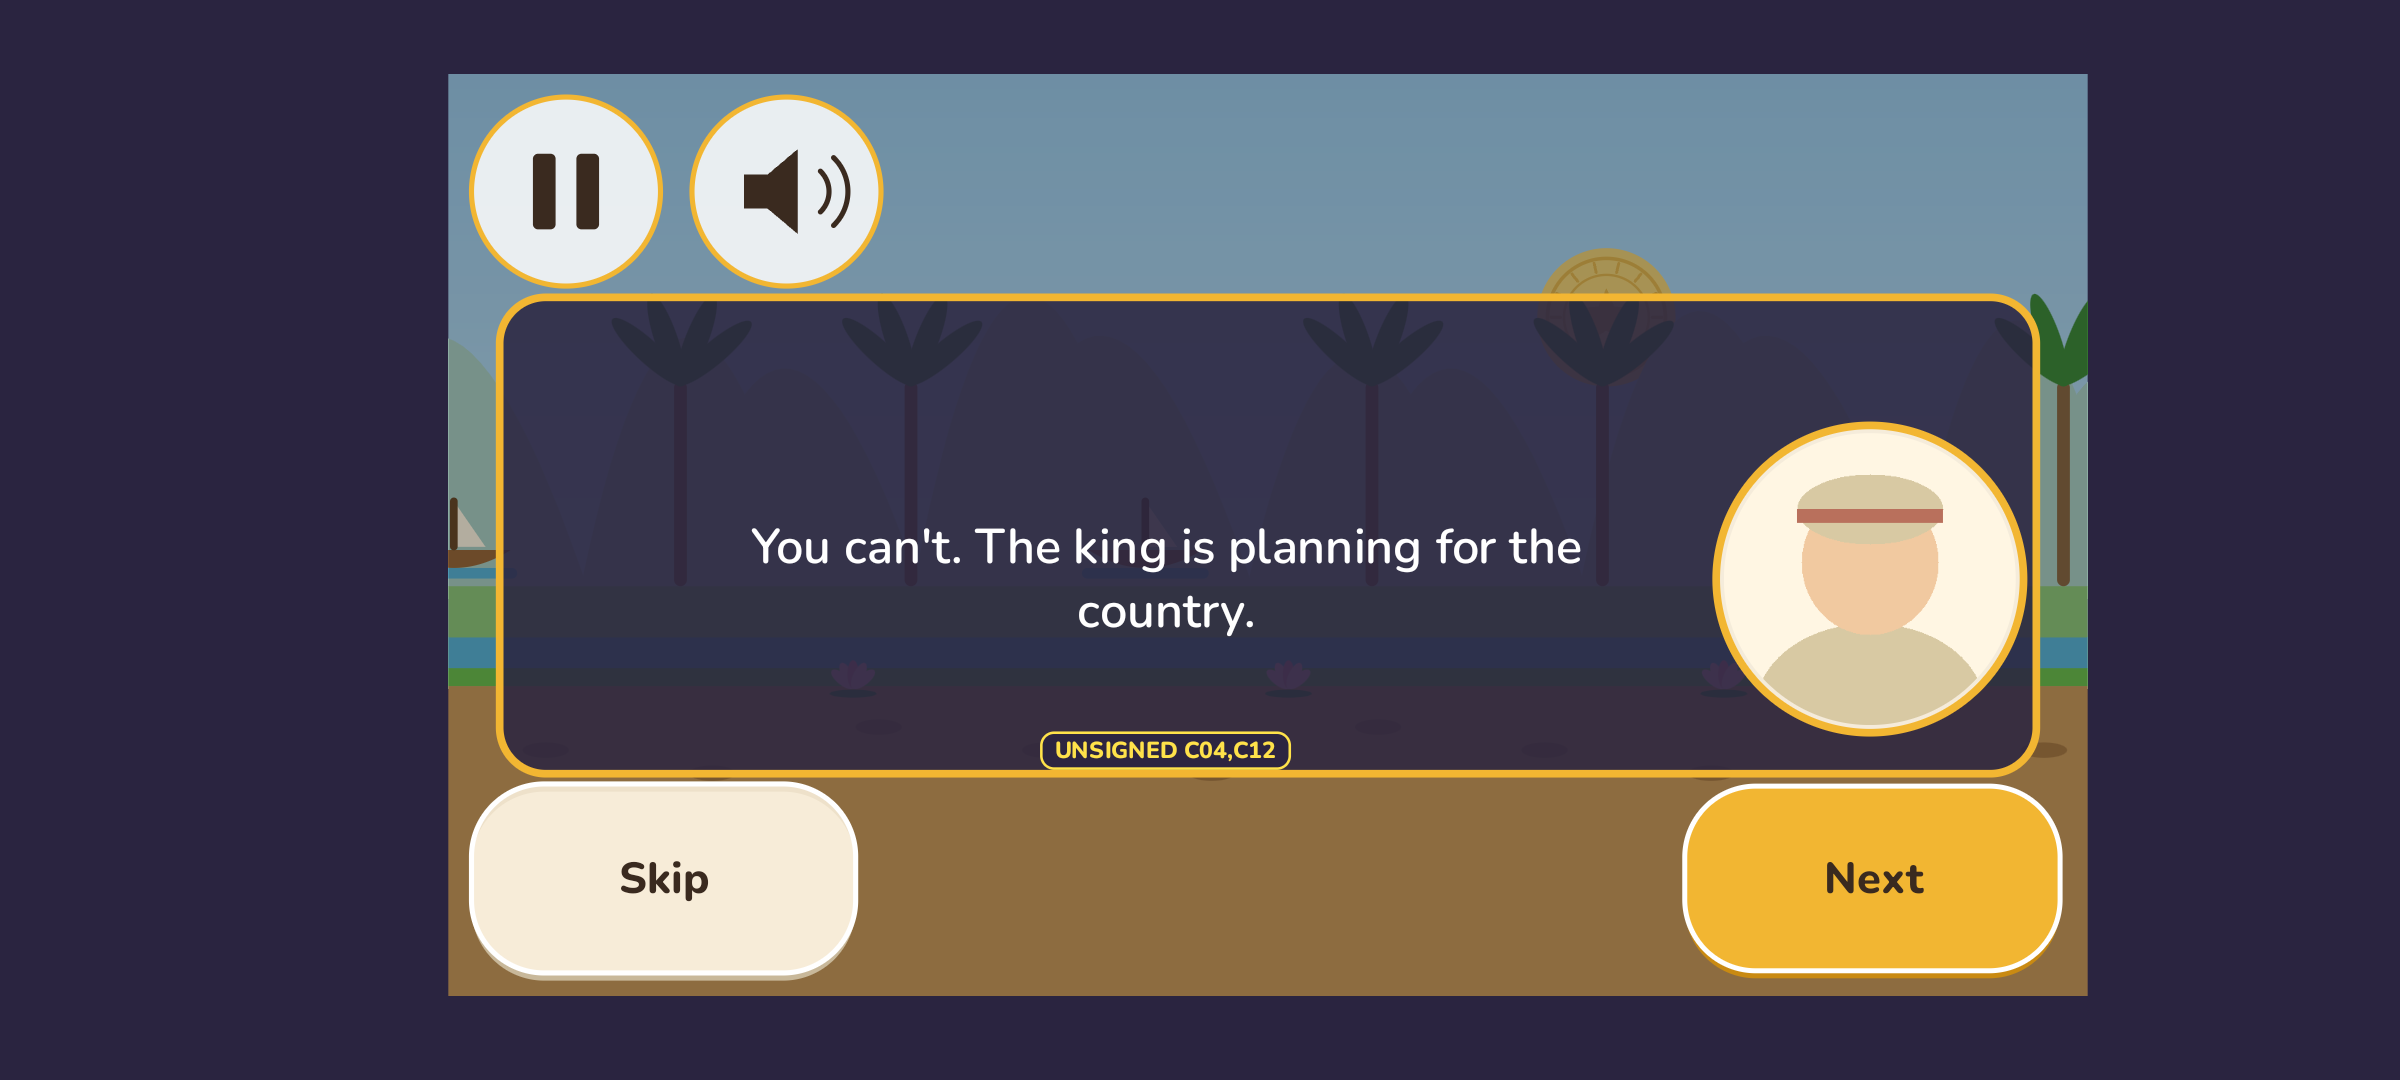 You can't. The king is planning for the
country.
UNSIGNED C04,C12
Skip
Next